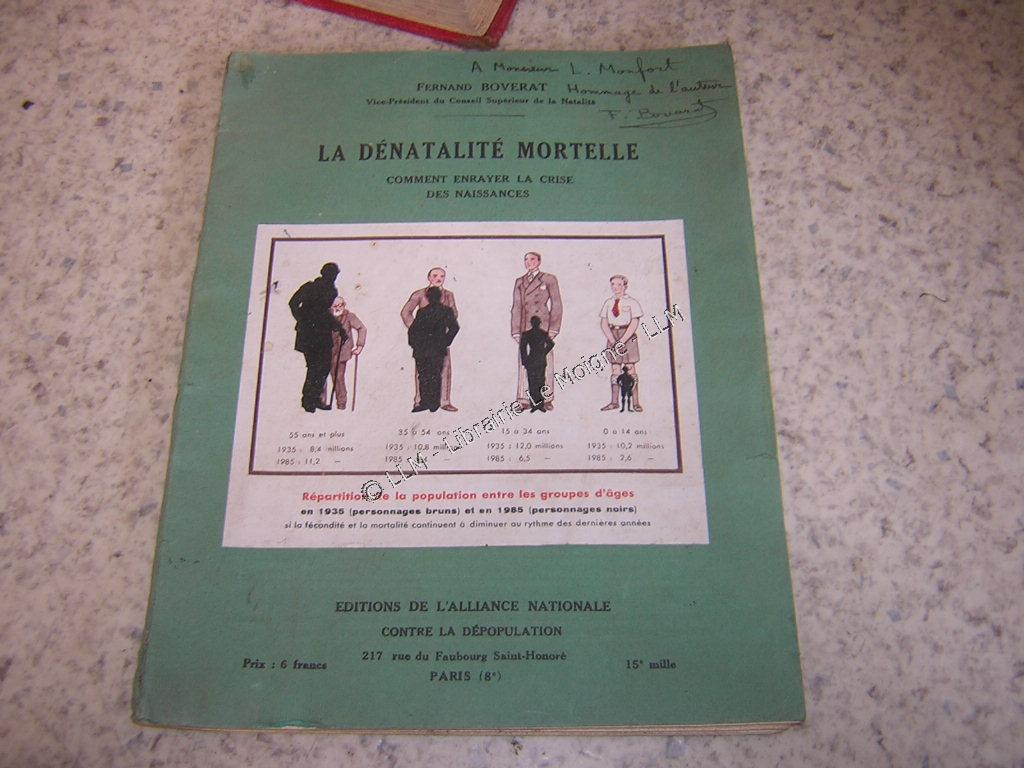 A Monsieur L. Monfort
Hommage de l'auteur
F. Boverat
FERNAND BOVERAT
Vice-Président du Conseil Supérieur de la Natalité
LA DÉNATALITÉ MORTELLE
COMMENT ENRAYER LA CRISE
DES NAISSANCES
55 ans et plus
1935 : 8,4 millions
1985 : 11,2 —
35 à 54 ans
1935 : 10,8 millions
1985 —
15 à 34 ans
1935 : 12,0 millions
1985 : 6,5 —
0 à 14 ans
1935 : 10,2 millions
1985 : 2,6 —
Répartition de la population entre les groupes d'âges
en 1935 (personnages bruns) et en 1985 (personnages noirs)
si la fécondité et la mortalité continuent à diminuer au rythme des dernières années
© LLM - Librairie Le Moigne - LLM
EDITIONS DE L'ALLIANCE NATIONALE
CONTRE LA DÉPOPULATION
217 rue du Faubourg Saint-Honoré
PARIS (8e)
Prix : 6 francs
15e mille